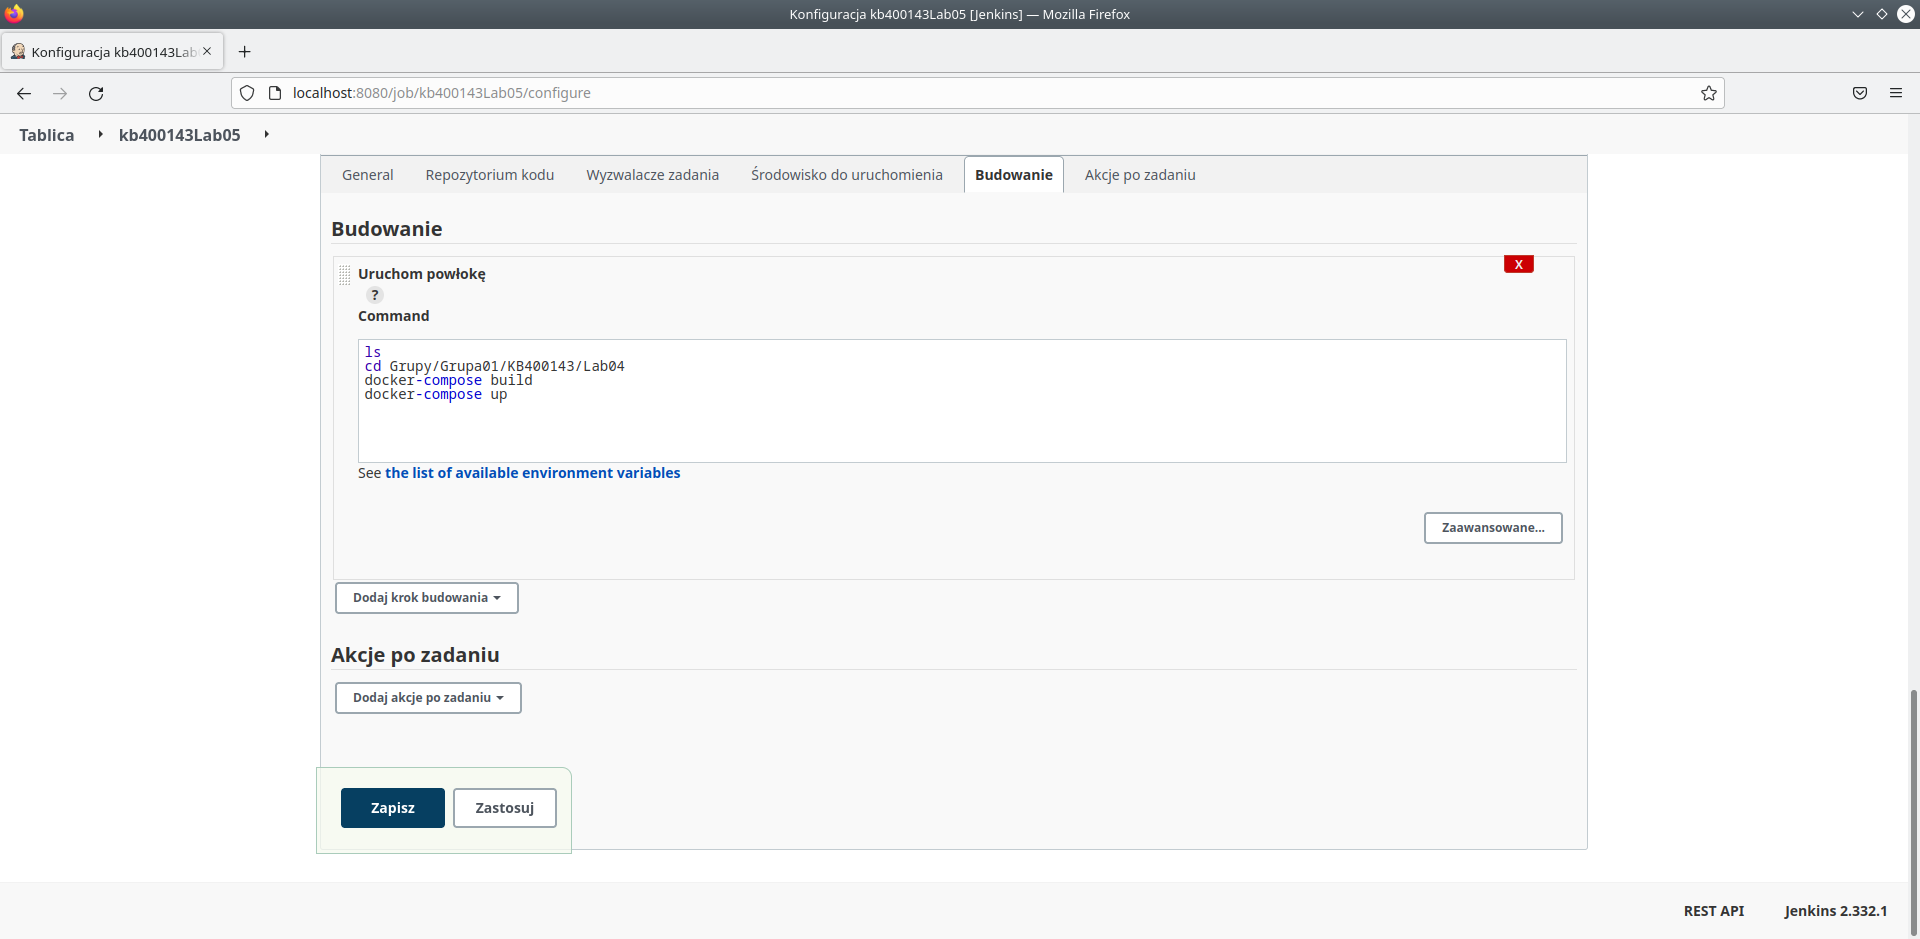 Konfiguracja kb400143Lab05 [Jenkins] — Mozilla Firefox
Konfiguracja kb400143Lab
localhost:8080/job/kb400143Lab05/configure
Tablica kb400143Lab05
General Repozytorium kodu Wyzwalacze zadania Środowisko do uruchomienia Budowanie Akcje po zadaniu
Budowanie
X
Uruchom powłokę
?
Command
ls
cd Grupy/Grupa01/KB400143/Lab04
docker-compose build
docker-compose up
See the list of available environment variables
Zaawansowane...
Dodaj krok budowania
Akcje po zadaniu
Dodaj akcje po zadaniu
Zapisz Zastosuj
REST API Jenkins 2.332.1